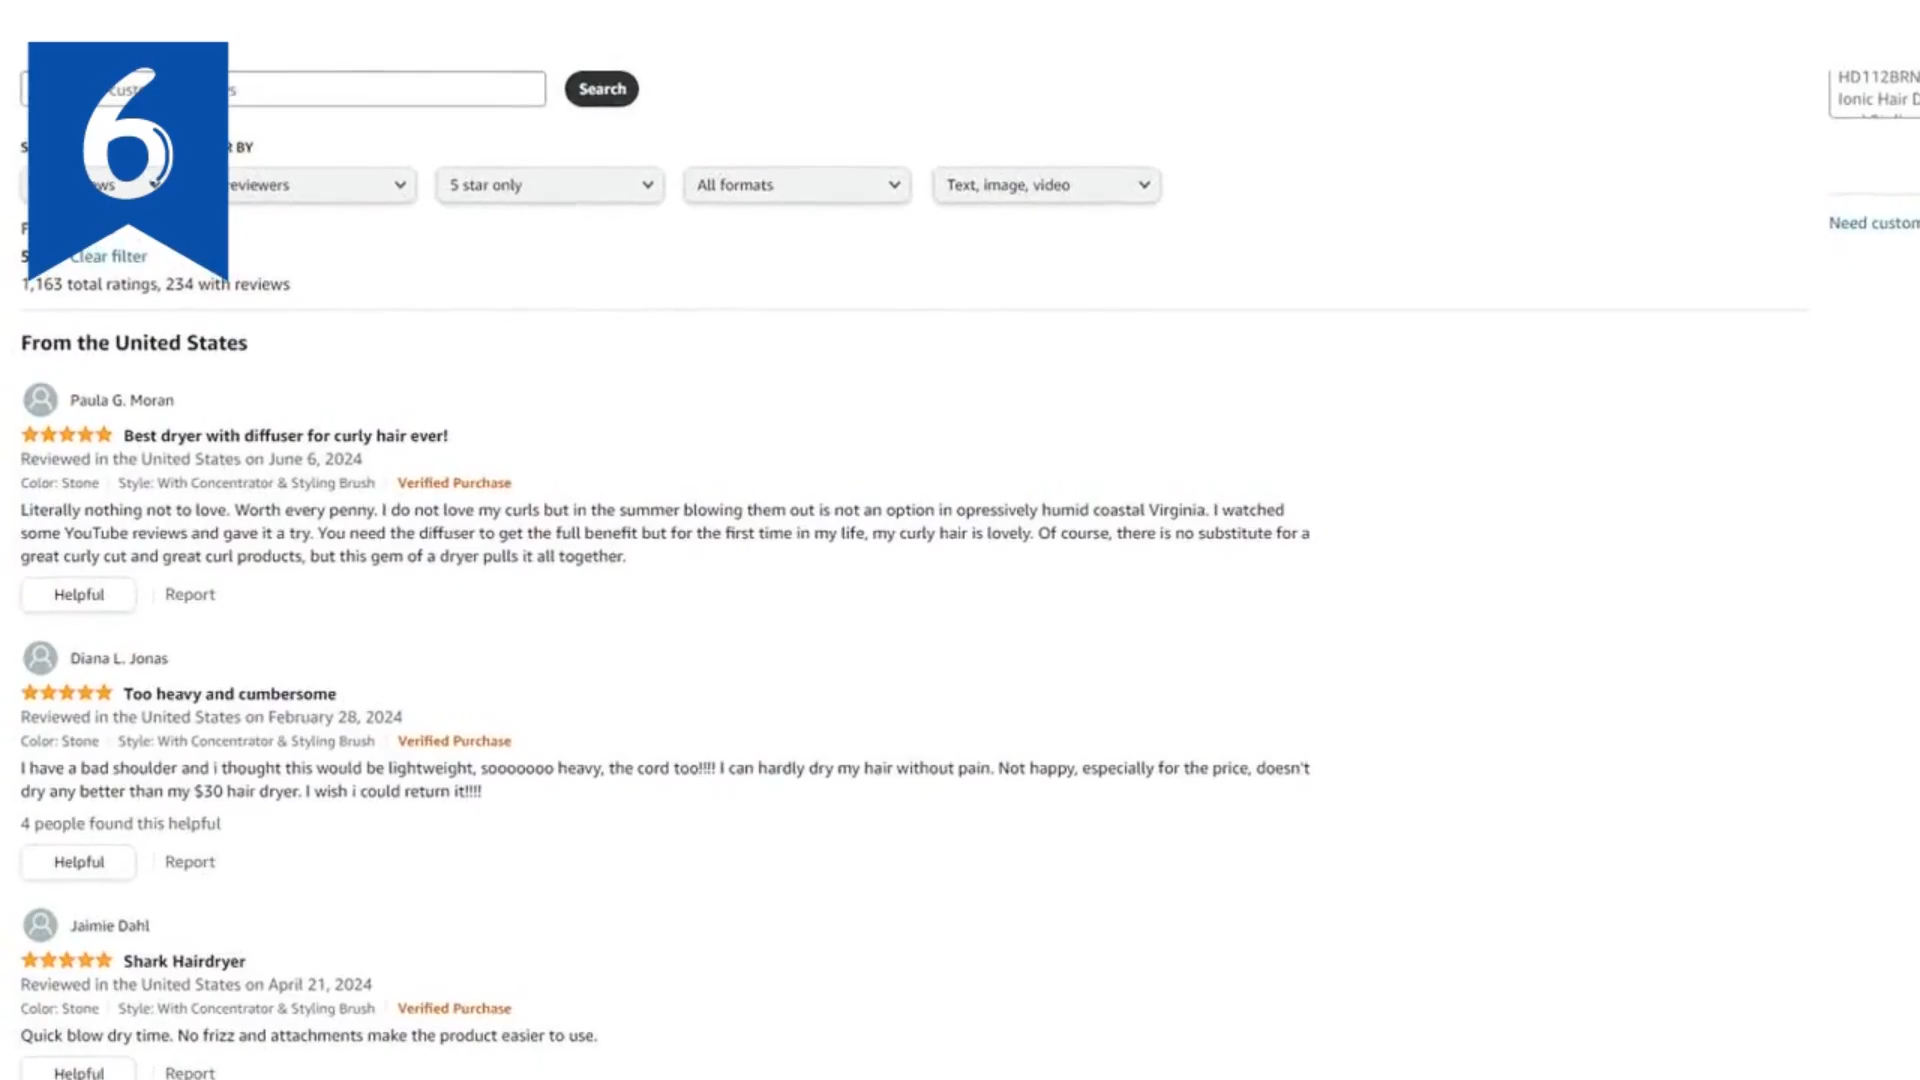 6
Search
BY
eviewers
5 star only
All formats
Text, image, video
Clear filter
1,163 total ratings, 234 with reviews
HD112BRN
Ionic Hair D
Need custom
From the United States
Paula G. Moran
Best dryer with diffuser for curly hair ever!
Reviewed in the United States on June 6, 2024
Color: Stone Style: With Concentrator & Styling Brush Verified Purchase
Literally nothing not to love. Worth every penny. I do not love my curls but in the summer blowing them out is not an option in opressively humid coastal Virginia. I watched
some YouTube reviews and gave it a try. You need the diffuser to get the full benefit but for the first time in my life, my curly hair is lovely. Of course, there is no substitute for a
great curly cut and great curl products, but this gem of a dryer pulls it all together.
Helpful Report
Diana L. Jonas
Too heavy and cumbersome
Reviewed in the United States on February 28, 2024
Color: Stone Style: With Concentrator & Styling Brush Verified Purchase
I have a bad shoulder and i thought this would be lightweight, sooooooo heavy, the cord too!!!! I can hardly dry my hair without pain. Not happy, especially for the price, doesn't
dry any better than my $30 hair dryer. I wish i could return it!!!!
4 people found this helpful
Helpful Report
Jaimie Dahl
Shark Hairdryer
Reviewed in the United States on April 21, 2024
Color: Stone Style: With Concentrator & Styling Brush Verified Purchase
Quick blow dry time. No frizz and attachments make the product easier to use.
Helpful Report